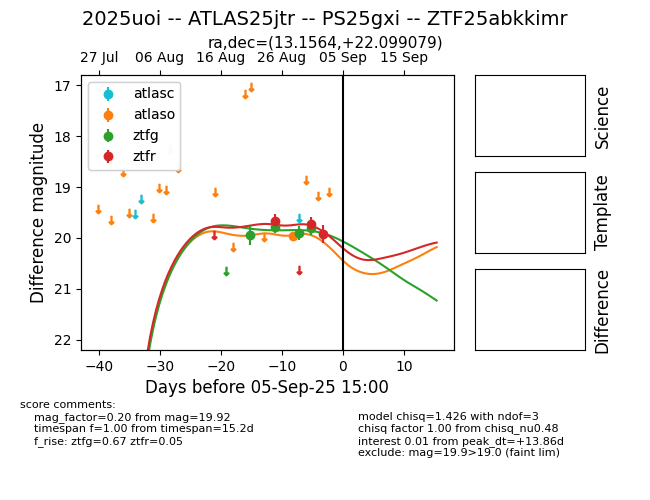 2025uoi -- ATLAS25jtr -- PS25gxi -- ZTF25abkkimr
ra,dec=(13.1564,+22.099079)
27 Jul 06 Aug 16 Aug 26 Aug 05 Sep 15 Sep
atlasc
atlaso
ztfg
ztfr
17
18
19
20
21
22
Difference magnitude
−40 −30 −20 −10 0 10
Days before 05-Sep-25 15:00
Science
Template
Difference
score comments:
mag_factor=0.20 from mag=19.92
timespan f=1.00 from timespan=15.2d
f_rise: ztfg=0.67 ztfr=0.05
model chisq=1.426 with ndof=3
chisq factor 1.00 from chisq_nu0.48
interest 0.01 from peak_dt=+13.86d
exclude: mag=19.9>19.0 (faint lim)